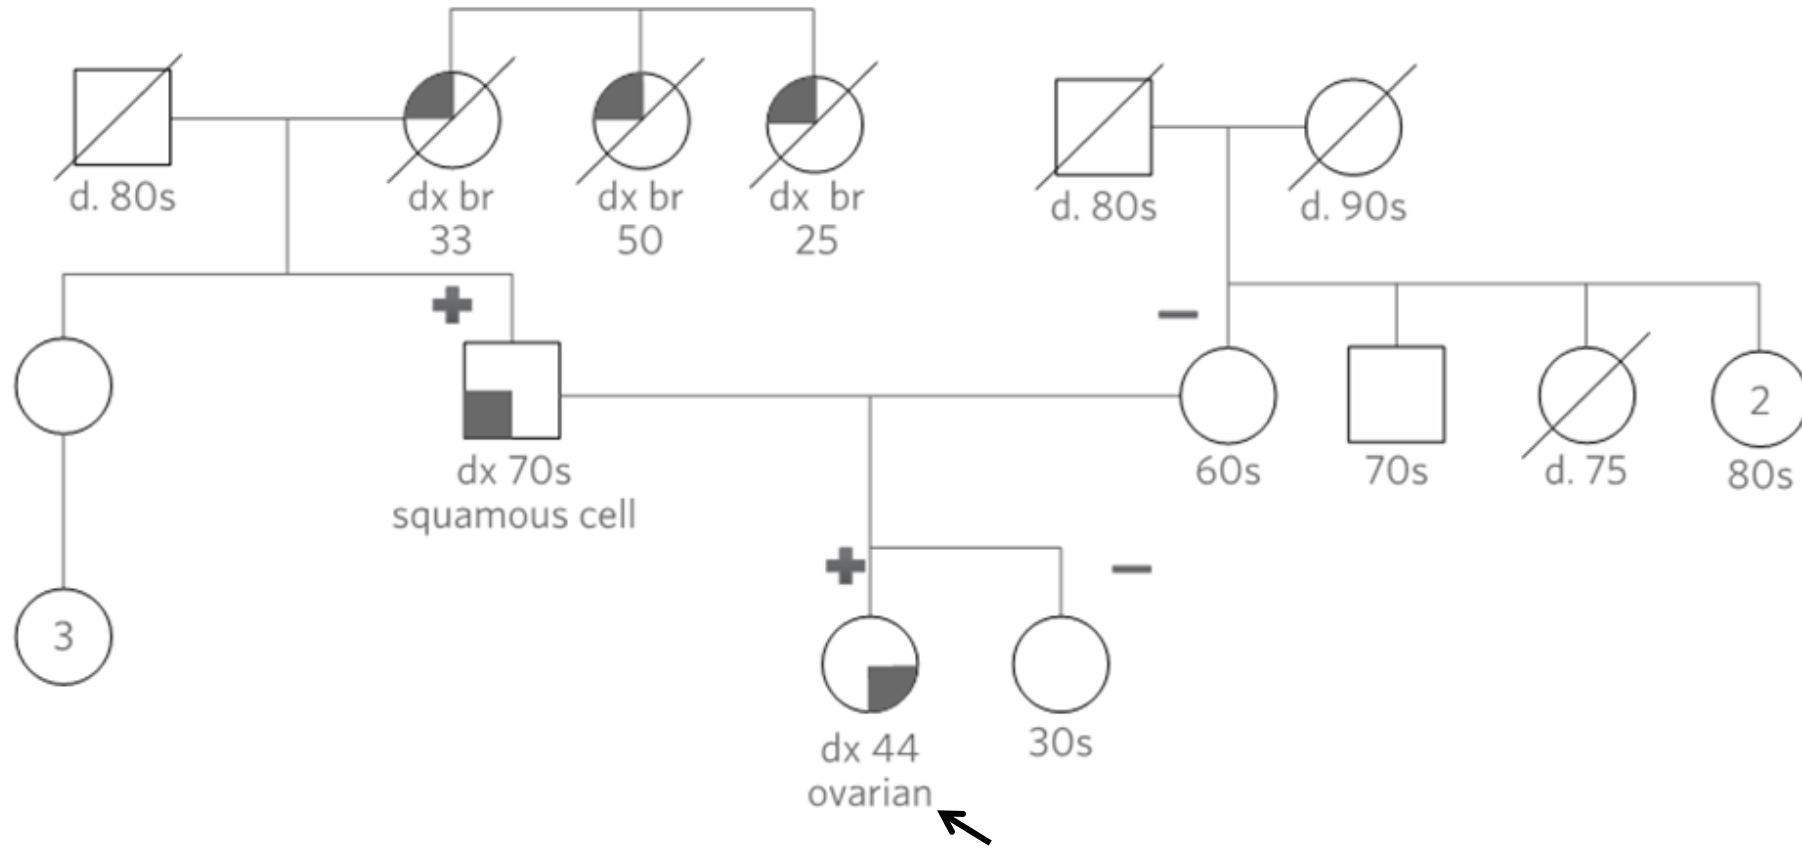 d. 80s
dx br
33
dx br
50
dx br
25
d. 80s
d. 90s
+
−
dx 70s
squamous cell
60s
70s
d. 75
2
80s
3
+
−
dx 44
ovarian
30s